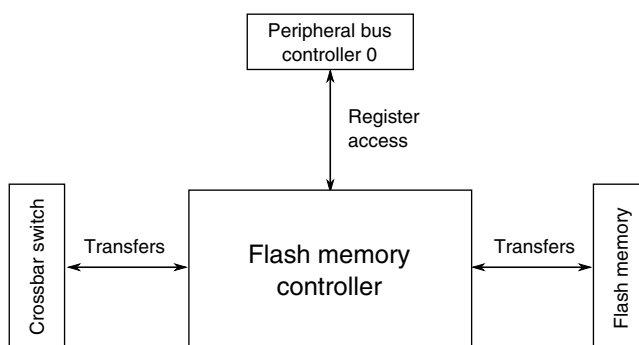 Peripheral bus
controller 0
Register
access
Crossbar switch
Transfers
Flash memory
controller
Transfers
Flash memory